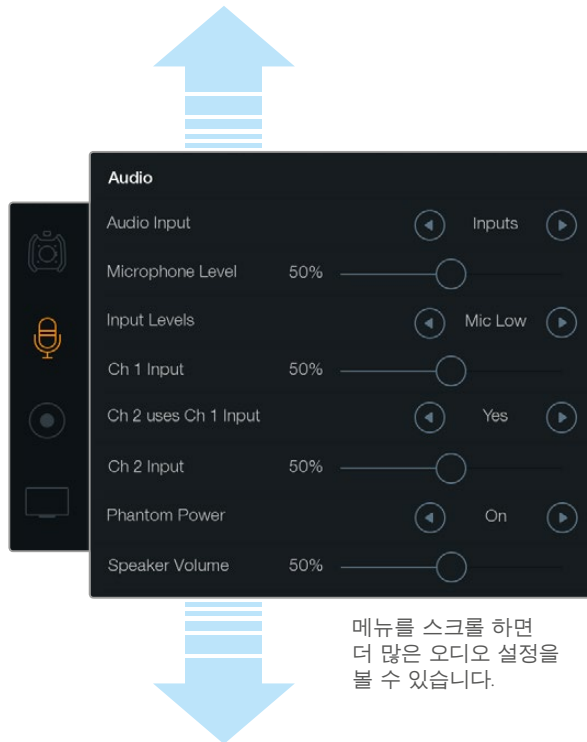 Audio
Audio Input Inputs
Microphone Level 50%
Input Levels Mic Low
Ch 1 Input 50%
Ch 2 uses Ch 1 Input Yes
Ch 2 Input 50%
Phantom Power On
Speaker Volume 50%
메뉴를 스크롤 하면
더 많은 오디오 설정을
볼 수 있습니다.